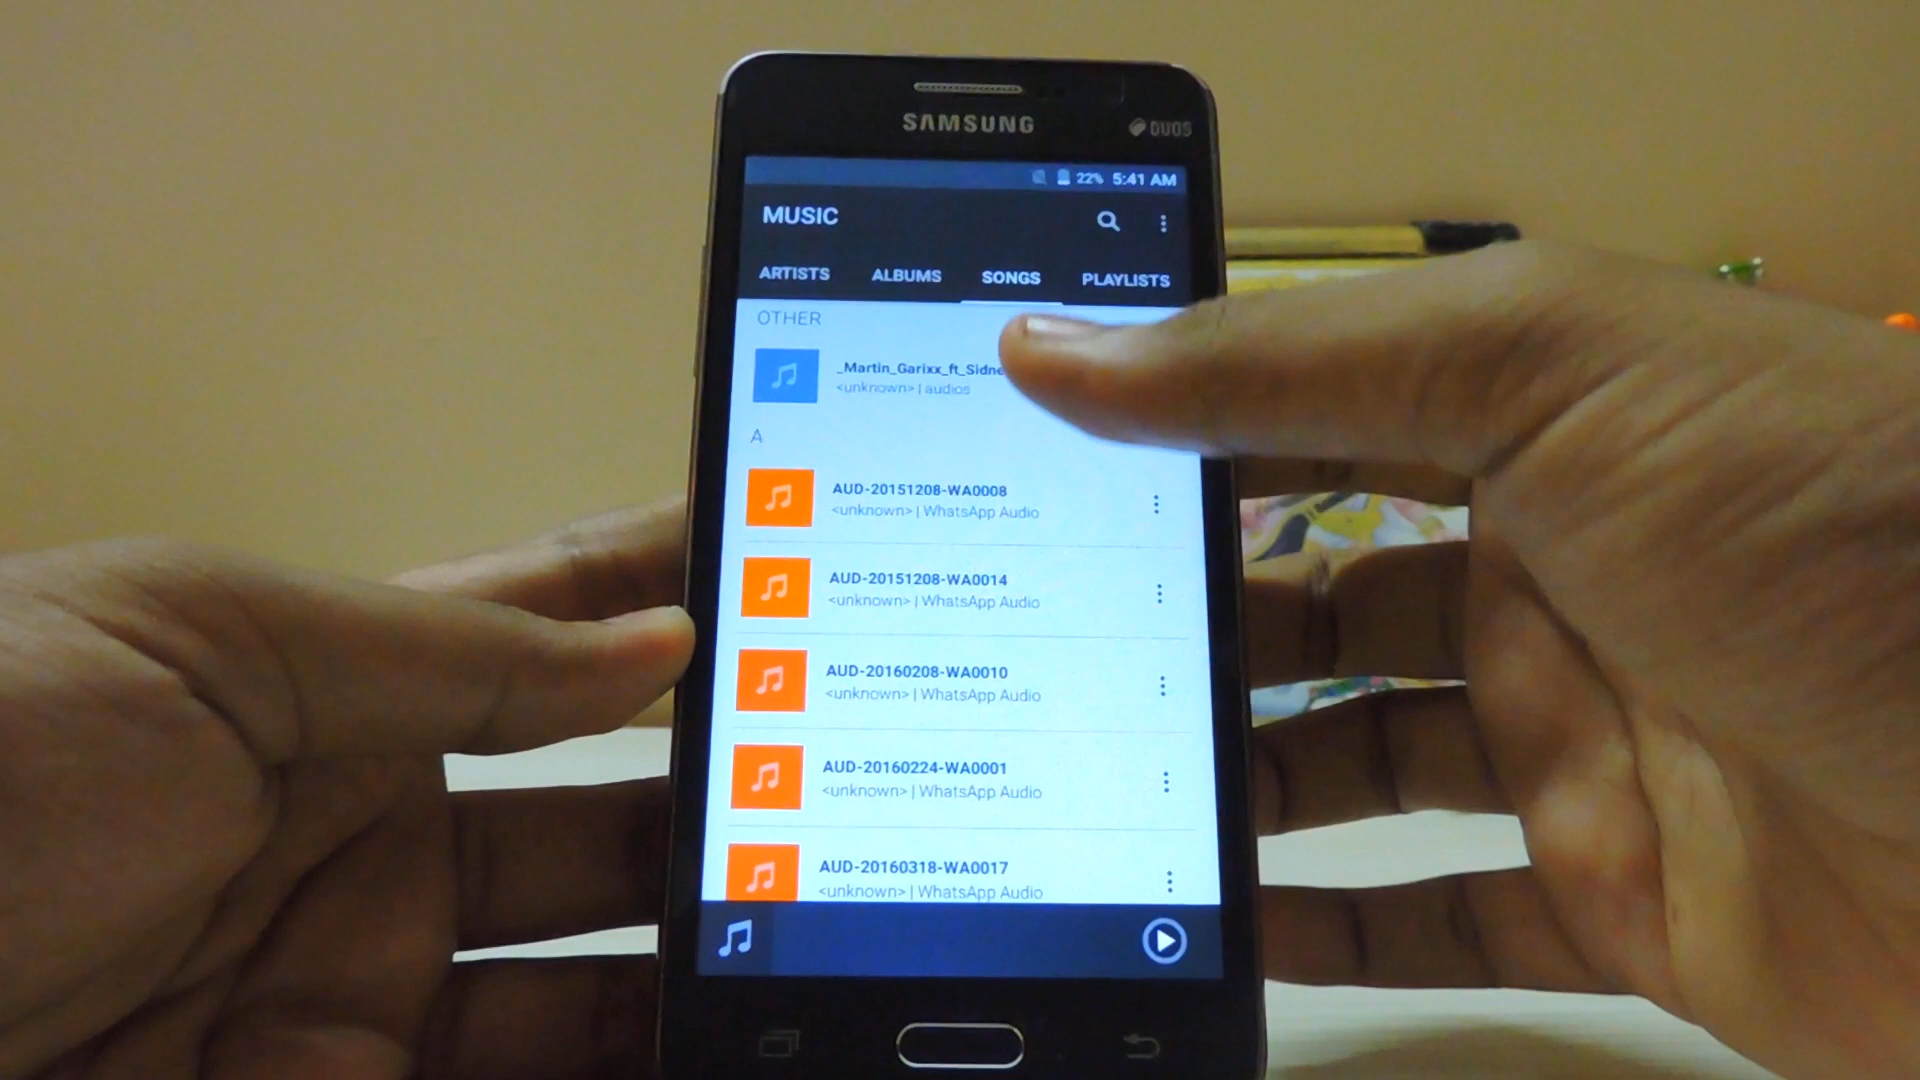 SAMSUNG
DUOS
22% 5:41 AM
MUSIC
ARTISTS ALBUMS SONGS PLAYLISTS
OTHER
_Martin_Garixx_ft_Sidne
<unknown> | audios
A
AUD-20151208-WA0008
<unknown> | WhatsApp Audio
AUD-20151208-WA0014
<unknown> | WhatsApp Audio
AUD-20160208-WA0010
<unknown> | WhatsApp Audio
AUD-20160224-WA0001
<unknown> | WhatsApp Audio
AUD-20160318-WA0017
<unknown> | WhatsApp Audio